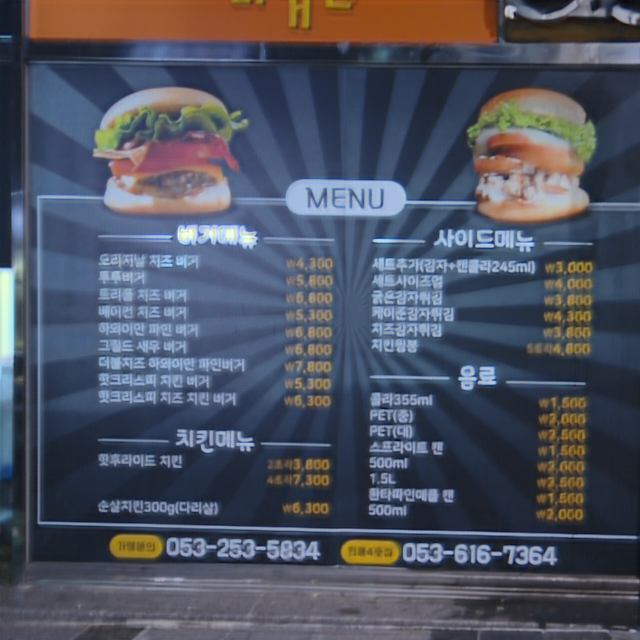 MENU
버거메뉴
오리지날 치즈 버거 ₩4,300
투투버거 ₩5,800
트리플 치즈 버거 ₩6,800
베이컨 치즈 버거 ₩5,300
하와이안 파인 버거 ₩6,800
그릴드 새우 버거 ₩6,800
더블치즈 하와이안 파인버거 ₩7,800
핫크리스피 치킨 버거 ₩5,300
핫크리스피 치즈 치킨 버거 ₩6,300
치킨메뉴
핫후라이드 치킨 2조각3,800
4조각7,300
순살치킨300g(다리살) ₩6,300
사이드메뉴
세트추가(감자+캔콜라245ml) ₩3,000
세트사이즈업 ₩4,000
굵은감자튀김 ₩3,800
케이준감자튀김 ₩4,300
치즈감자튀김 ₩3,800
치킨윙봉 5조각4,800
음료
콜라355ml ₩1,500
PET(중) ₩2,000
PET(대) ₩2,500
스프라이트 캔 ₩1,500
500ml ₩2,000
1.5L ₩2,500
환타파인애플 캔 ₩1,500
500ml ₩2,000
가맹문의 053-253-5834
053-616-7364